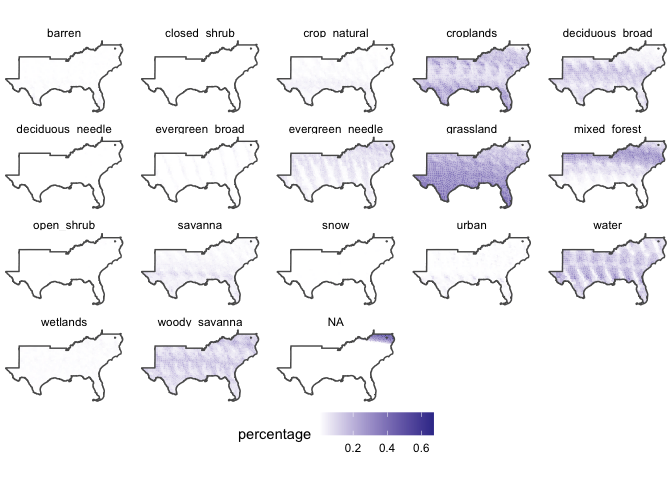 barren closed_shrub crop_natural croplands deciduous_broad
deciduous_needle evergreen_broad evergreen_needle grassland mixed_forest
open_shrub savanna snow urban water
wetlands woody_savanna NA
percentage
0.2 0.4 0.6